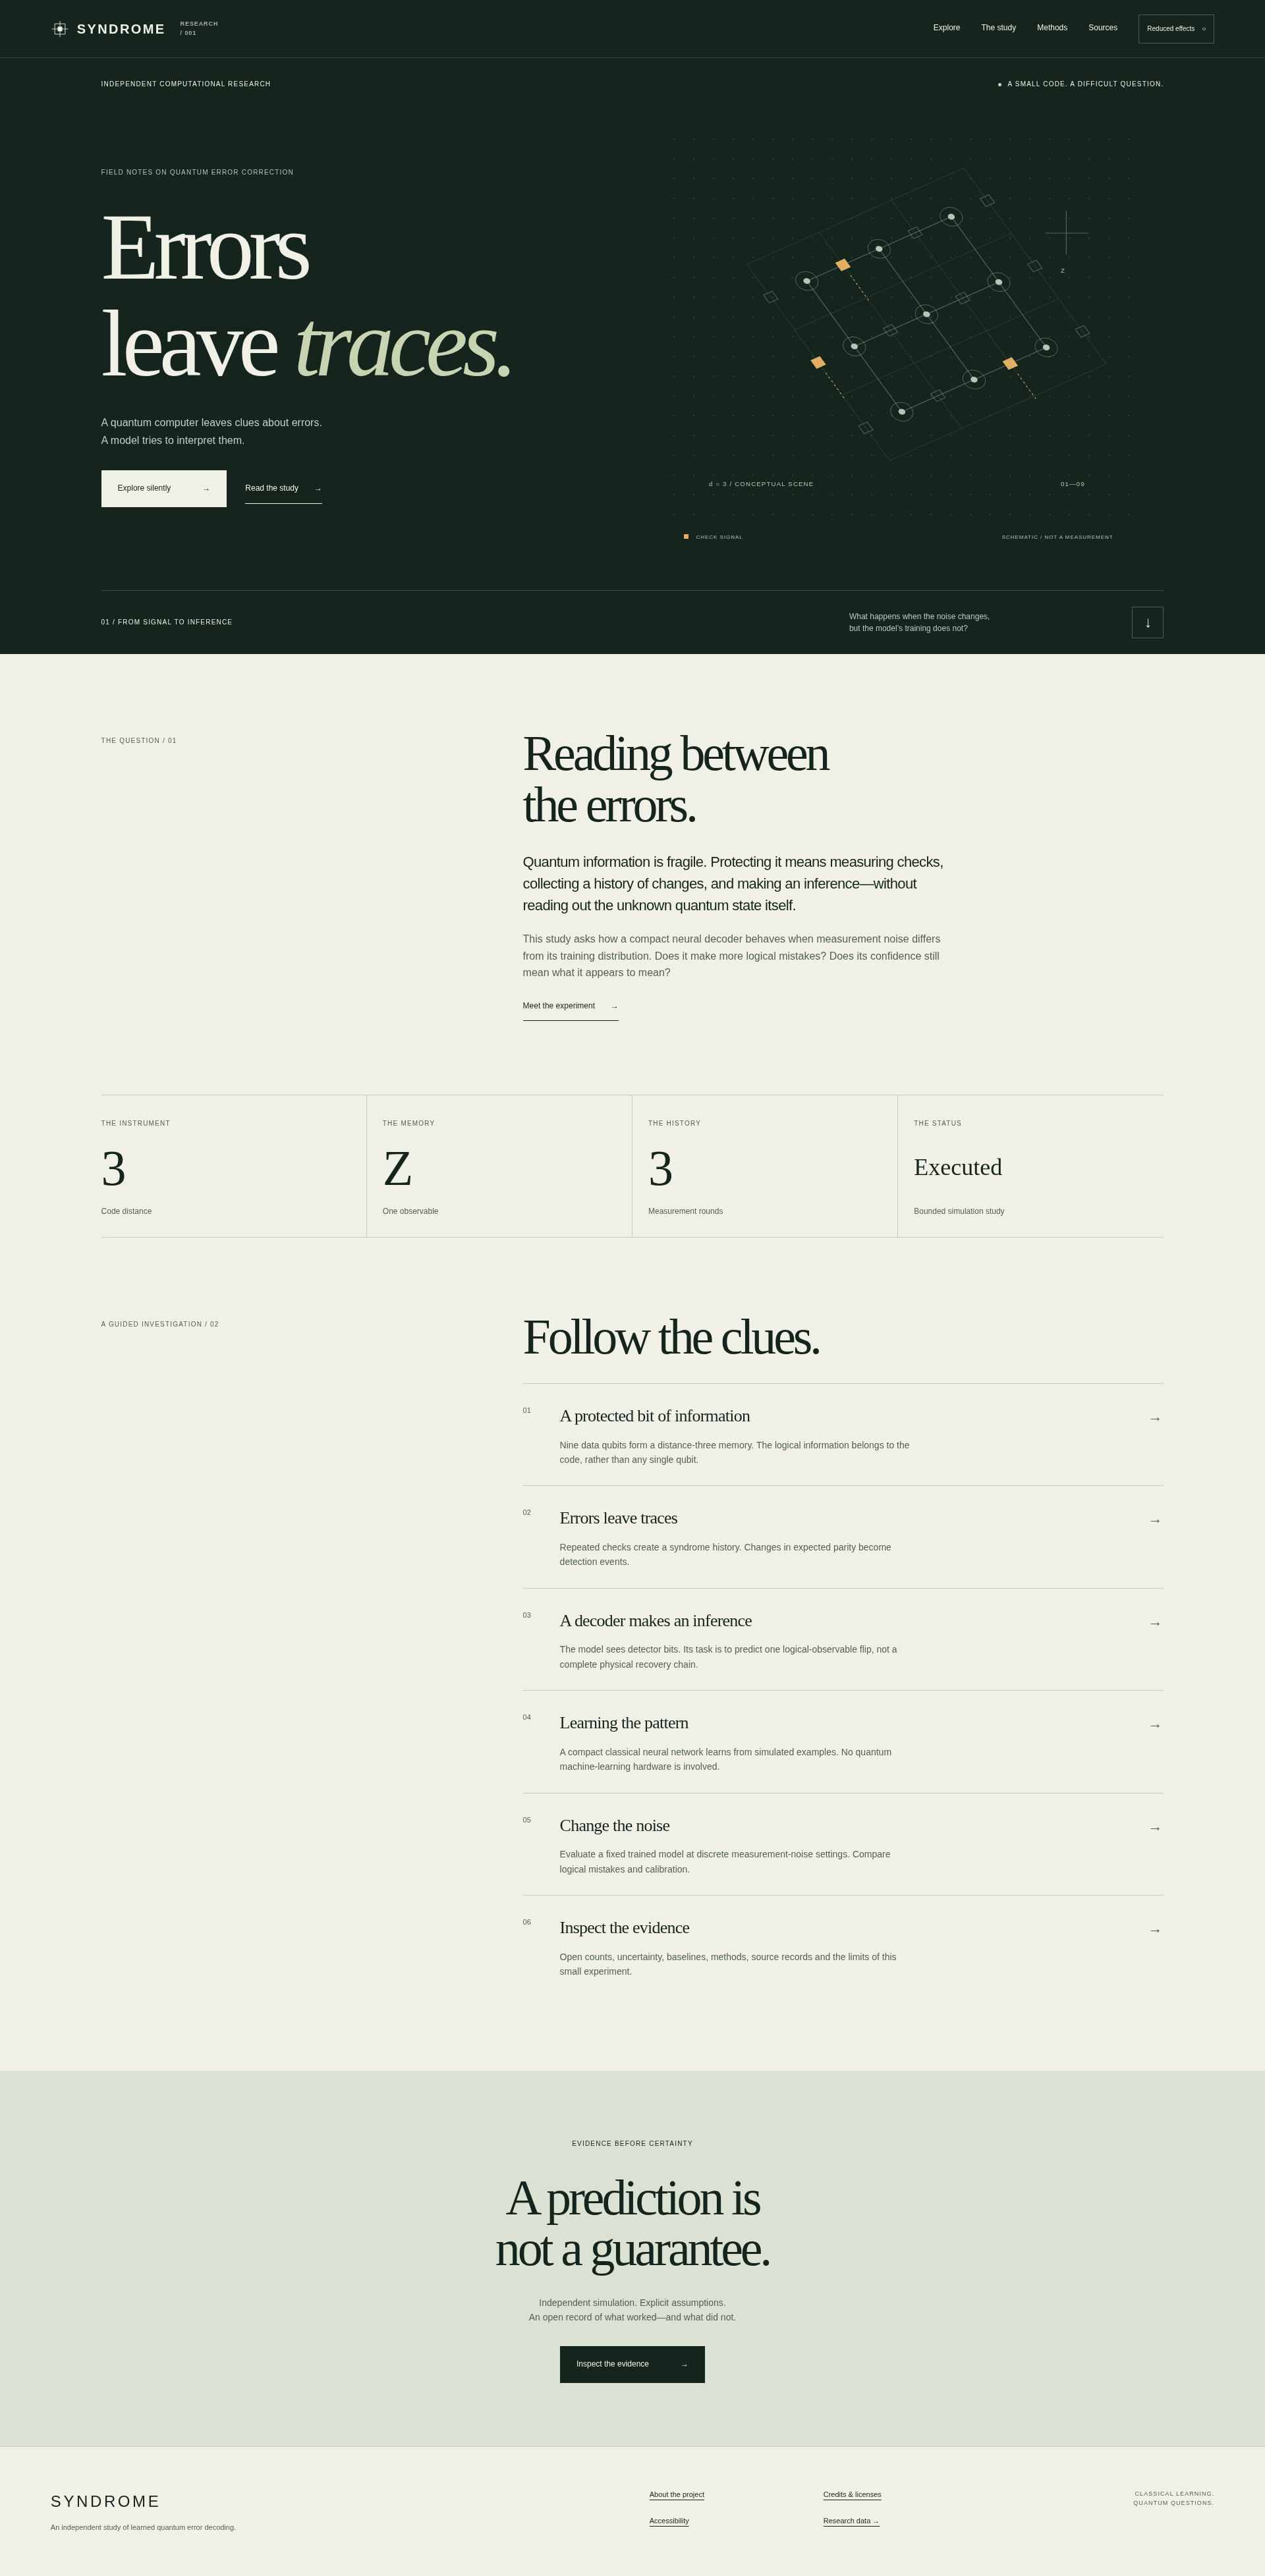 SYNDROME
RESEARCH
/ 001
Explore
The study
Methods
Sources
Reduced effects ○
INDEPENDENT COMPUTATIONAL RESEARCH
A SMALL CODE. A DIFFICULT QUESTION.
FIELD NOTES ON QUANTUM ERROR CORRECTION
Errors
leave traces.
A quantum computer leaves clues about errors.
A model tries to interpret them.
Explore silently →
Read the study →
Z
d = 3 / CONCEPTUAL SCENE
01—09
CHECK SIGNAL
SCHEMATIC / NOT A MEASUREMENT
01 / FROM SIGNAL TO INFERENCE
What happens when the noise changes,
but the model's training does not?
↓
THE QUESTION / 01
Reading between
the errors.
Quantum information is fragile. Protecting it means measuring checks,
collecting a history of changes, and making an inference—without
reading out the unknown quantum state itself.
This study asks how a compact neural decoder behaves when measurement noise differs
from its training distribution. Does it make more logical mistakes? Does its confidence still
mean what it appears to mean?
Meet the experiment →
THE INSTRUMENT
3
Code distance
THE MEMORY
Z
One observable
THE HISTORY
3
Measurement rounds
THE STATUS
Executed
Bounded simulation study
A GUIDED INVESTIGATION / 02
Follow the clues.
01
A protected bit of information
→
Nine data qubits form a distance-three memory. The logical information belongs to the
code, rather than any single qubit.
02
Errors leave traces
→
Repeated checks create a syndrome history. Changes in expected parity become
detection events.
03
A decoder makes an inference
→
The model sees detector bits. Its task is to predict one logical-observable flip, not a
complete physical recovery chain.
04
Learning the pattern
→
A compact classical neural network learns from simulated examples. No quantum
machine-learning hardware is involved.
05
Change the noise
→
Evaluate a fixed trained model at discrete measurement-noise settings. Compare
logical mistakes and calibration.
06
Inspect the evidence
→
Open counts, uncertainty, baselines, methods, source records and the limits of this
small experiment.
EVIDENCE BEFORE CERTAINTY
A prediction is
not a guarantee.
Independent simulation. Explicit assumptions.
An open record of what worked—and what did not.
Inspect the evidence →
SYNDROME
An independent study of learned quantum error decoding.
About the project
Credits & licenses
Accessibility
Research data →
CLASSICAL LEARNING.
QUANTUM QUESTIONS.